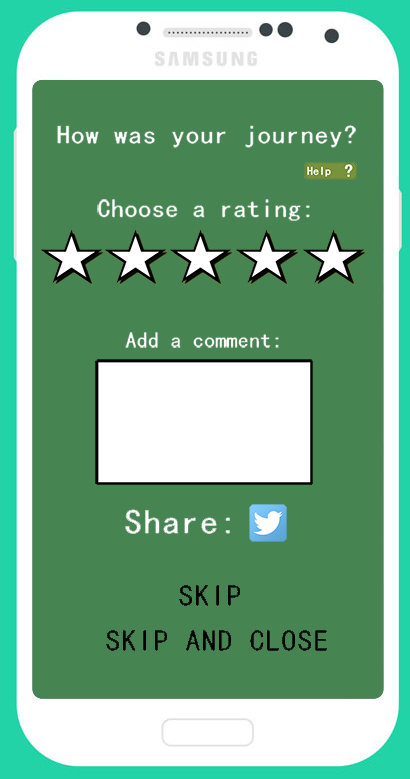 SAMSUNG
How was your journey?
Help ?
Choose a rating:
Add a comment:
Share:
SKIP
SKIP AND CLOSE